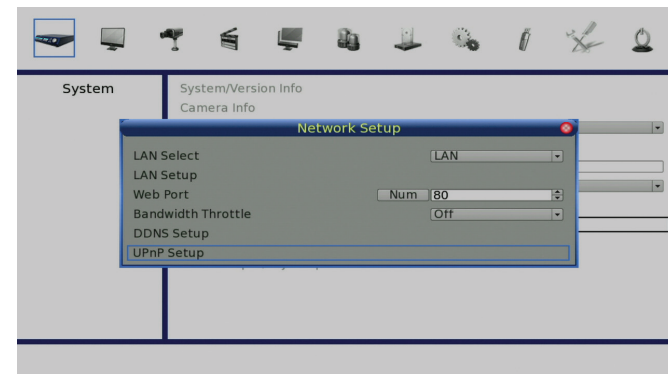 System
System/Version Info
Camera Info
Network Setup
LAN Select LAN
LAN Setup
Web Port Num 80
Bandwidth Throttle Off
DDNS Setup
UPnP Setup